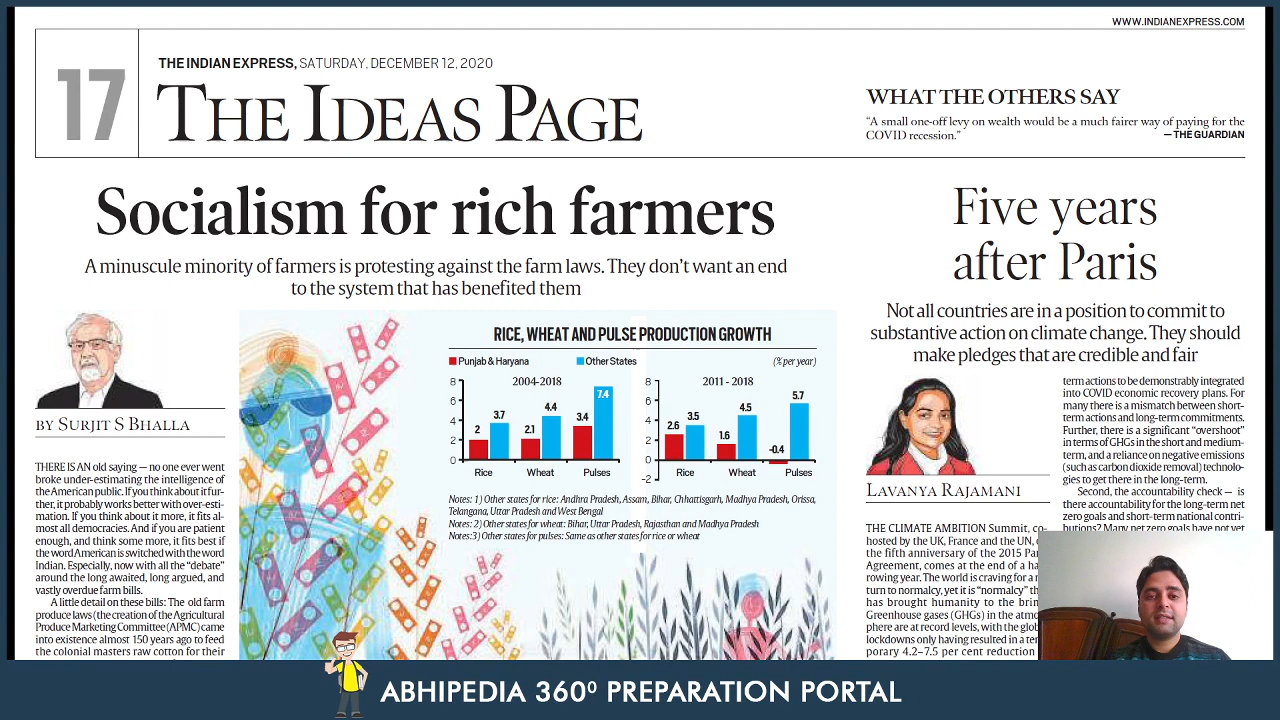 WWW.INDIANEXPRESS.COM
17
THE INDIAN EXPRESS, SATURDAY, DECEMBER 12, 2020
THE IDEAS PAGE
WHAT THE OTHERS SAY
“A small one-off levy on wealth would be a much fairer way of paying for the
COVID recession.”
— THE GUARDIAN
Socialism for rich farmers
A minuscule minority of farmers is protesting against the farm laws. They don’t want an end
to the system that has benefited them
BY SURJIT S BHALLA
THERE IS AN old saying — no one ever went
broke under-estimating the intelligence of
the American public. If you think about it fur-
ther, it probably works better with over-esti-
mation. If you think about it more, it fits al-
most all democracies. And if you are patient
enough, and think some more, it fits best if
the word American is switched with the word
Indian. Especially, now with all the “debate”
around the long awaited, long argued, and
vastly overdue farm bills.
A little detail on these bills: The old farm
produce laws (the creation of the Agricultural
Produce Marketing Committee (APMC) came
into existence almost 150 years ago to feed
the colonial masters raw cotton for their
RICE, WHEAT AND PULSE PRODUCTION GROWTH
Punjab & Haryana
Other States
(% per year)
2004-2018
8
6
4
2
0
2
3.7
2.1
4.4
3.4
7.4
Rice
Wheat
Pulses
2011 - 2018
8
6
4
2
0
-2
2.6
3.5
1.6
4.5
-0.4
5.7
Rice
Wheat
Pulses
Notes: 1) Other states for rice: Andhra Pradesh, Assam, Bihar, Chhattisgarh, Madhya Pradesh, Orissa,
Telangana, Uttar Pradesh and West Bengal
Notes: 2) Other states for wheat: Bihar, Uttar Pradesh, Rajasthan and Madhya Pradesh
Notes:3) Other states for pulses: Same as other states for rice or wheat
Five years
after Paris
Not all countries are in a position to commit to
substantive action on climate change. They should
make pledges that are credible and fair
LAVANYA RAJAMANI
THE CLIMATE AMBITION Summit, co-
hosted by the UK, France and the UN,
the fifth anniversary of the 2015
Agreement, comes at the end of a
rowing year. The world is craving for a
turn to normalcy, yet it is “normalcy”
has brought humanity to the
Greenhouse gases (GHGs) in the
phere are at record levels, with the
lockdowns only having resulted in a
porary 4.2–7.5 per cent reduction
term actions to be demonstrably integrated
into COVID economic recovery plans. For
many there is a mismatch between short-
term actions and long-term commitments.
Further, there is a significant “overshoot”
in terms of GHGs in the short and medium-
term, and a reliance on negative emissions
(such as carbon dioxide removal) technolo-
gies to get there in the long-term.
Second, the accountability check — is
there accountability for the long-term net
zero goals and short-term national contri-
butions? Many net zero goals have not yet
ABHIPEDIA 360⁰ PREPARATION PORTAL